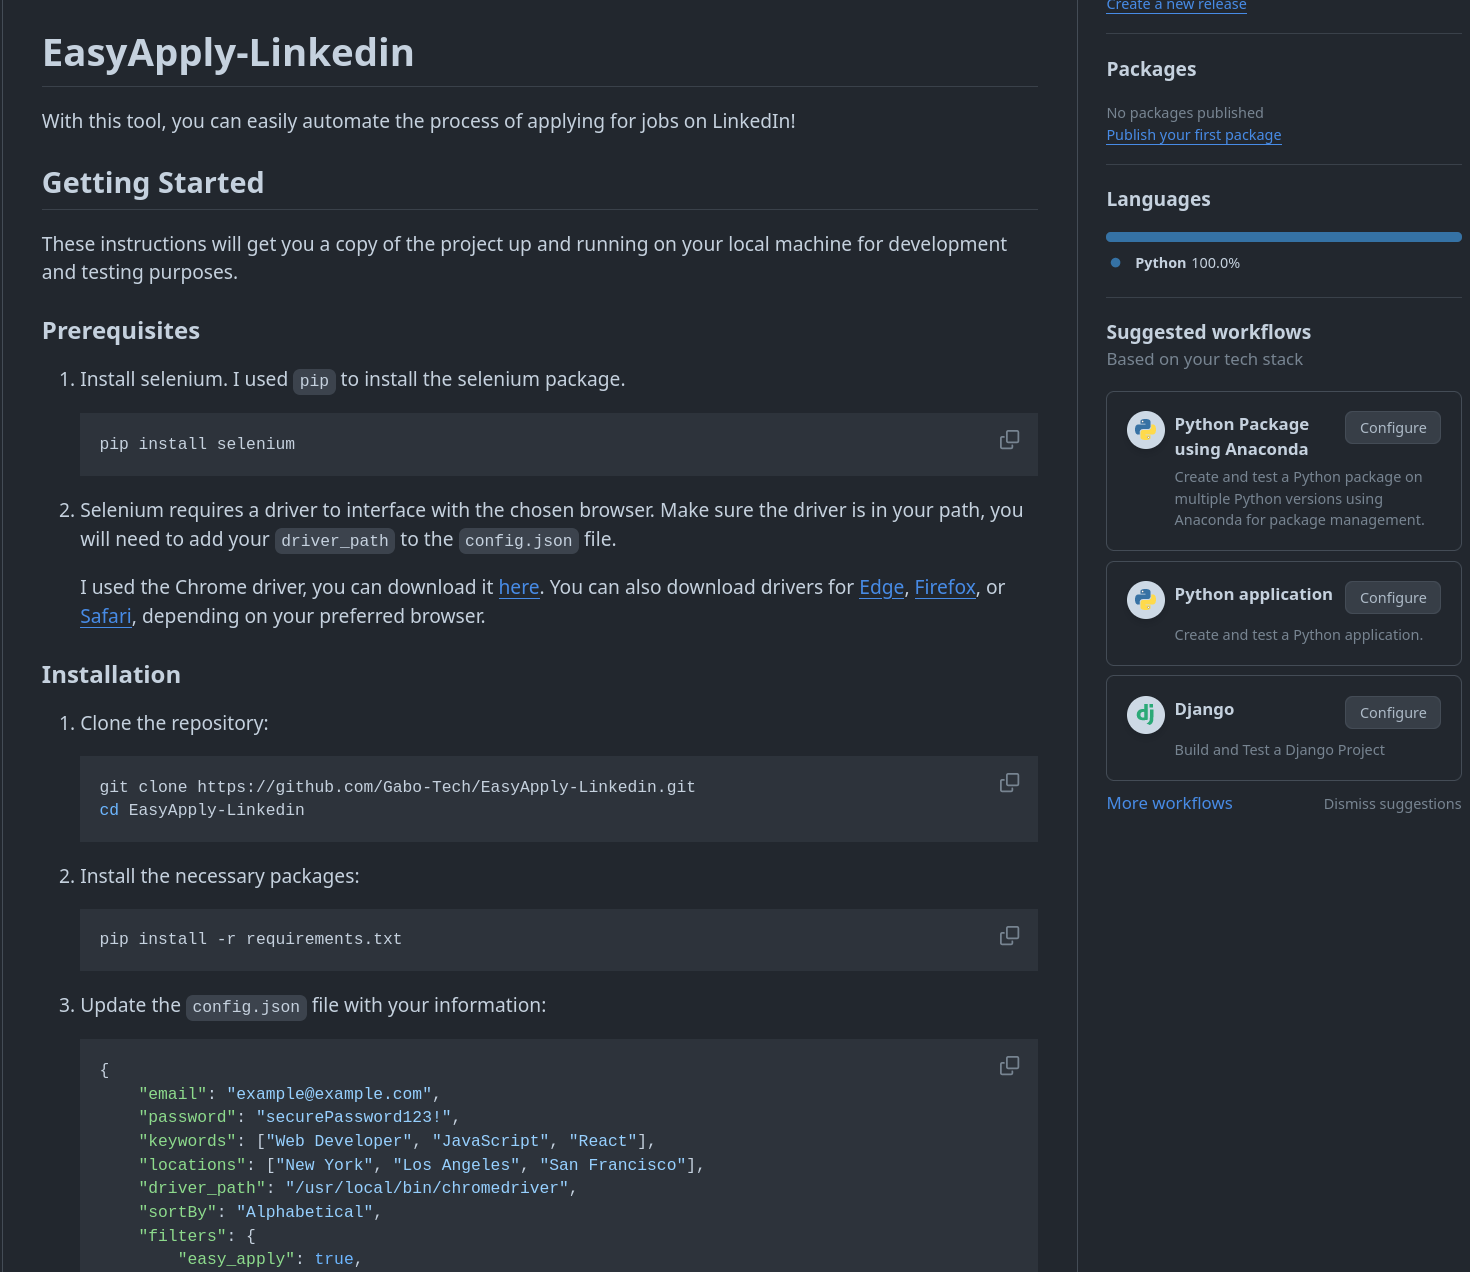 EasyApply-Linkedin
With this tool, you can easily automate the process of applying for jobs on LinkedIn!
Getting Started
These instructions will get you a copy of the project up and running on your local machine for development
and testing purposes.
Prerequisites
1. Install selenium. I used pip to install the selenium package.
pip install selenium
2. Selenium requires a driver to interface with the chosen browser. Make sure the driver is in your path, you
will need to add your driver_path to the config.json file.
I used the Chrome driver, you can download it here. You can also download drivers for Edge, Firefox, or
Safari, depending on your preferred browser.
Installation
1. Clone the repository:
git clone https://github.com/Gabo-Tech/EasyApply-Linkedin.git
cd EasyApply-Linkedin
2. Install the necessary packages:
pip install -r requirements.txt
3. Update the config.json file with your information:
{
    "email": "example@example.com",
    "password": "securePassword123!",
    "keywords": ["Web Developer", "JavaScript", "React"],
    "locations": ["New York", "Los Angeles", "San Francisco"],
    "driver_path": "/usr/local/bin/chromedriver",
    "sortBy": "Alphabetical",
    "filters": {
        "easy_apply": true,
Create a new release
Packages
No packages published
Publish your first package
Languages
Python 100.0%
Suggested workflows
Based on your tech stack
Python Package
using Anaconda
Configure
Create and test a Python package on
multiple Python versions using
Anaconda for package management.
Python application
Configure
Create and test a Python application.
dj
Django
Configure
Build and Test a Django Project
More workflows
Dismiss suggestions